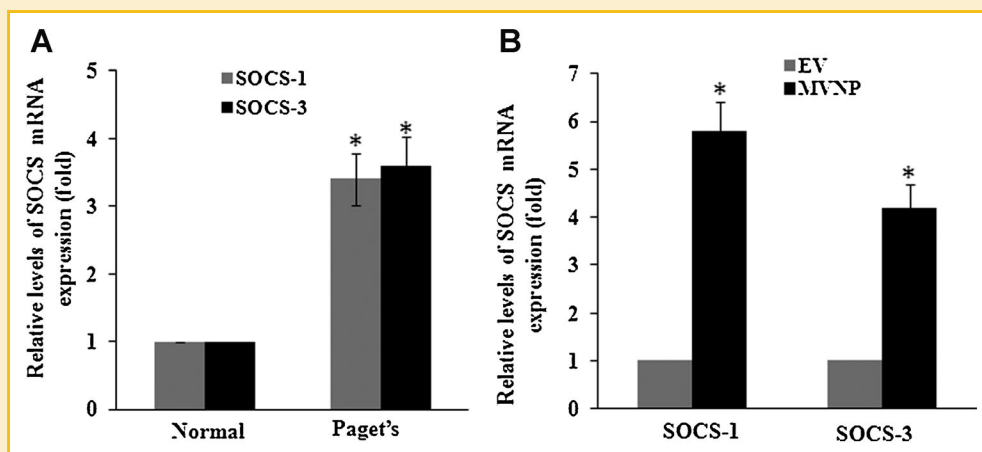 A
Relative levels of SOCS mRNA
expression (fold)
5
4
3
2
1
0
SOCS-1
SOCS-3
*
*
Normal
Paget's
B
Relative levels of SOCS mRNA
expression (fold)
7
6
5
4
3
2
1
0
EV
MVNP
*
*
SOCS-1
SOCS-3